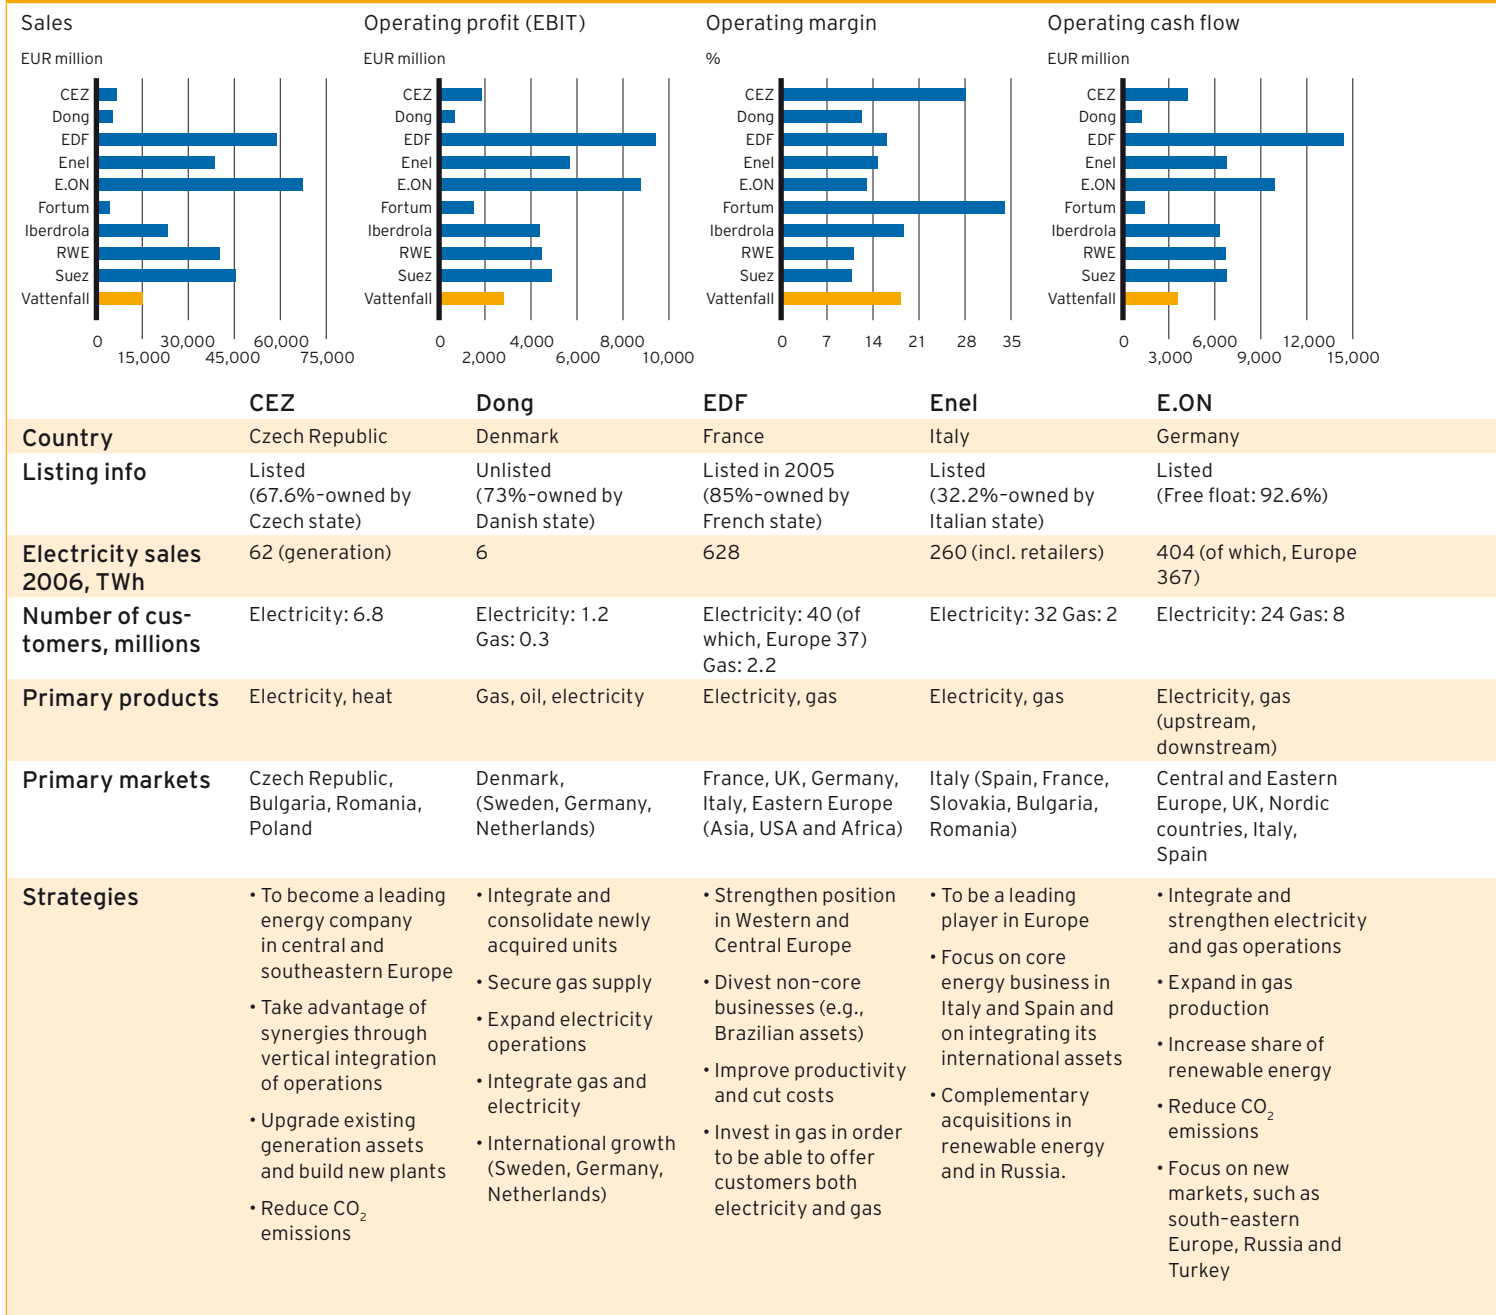 Sales
EUR million
CEZ
Dong
EDF
Enel
E.ON
Fortum
Iberdrola
RWE
Suez
Vattenfall
0
15,000
30,000
45,000
60,000
75,000
Operating profit (EBIT)
EUR million
CEZ
Dong
EDF
Enel
E.ON
Fortum
Iberdrola
RWE
Suez
Vattenfall
0
2,000
4,000
6,000
8,000
10,000
Operating margin
%
CEZ
Dong
EDF
Enel
E.ON
Fortum
Iberdrola
RWE
Suez
Vattenfall
0 7 14 21 28 35
Operating cash flow
EUR million
CEZ
Dong
EDF
Enel
E.ON
Fortum
Iberdrola
RWE
Suez
Vattenfall
0
3,000
6,000
9,000
12,000
15,000
CEZ Dong EDF Enel E.ON
Country Czech Republic Denmark France Italy Germany
Listing info
Listed
(67.6%–owned by
Czech state)
Unlisted
(73%–owned by
Danish state)
Listed in 2005
(85%–owned by
French state)
Listed
(32.2%–owned by
Italian state)
Listed
(Free float: 92.6%)
Electricity sales
2006, TWh
62 (generation)
6
628
260 (incl. retailers)
404 (of which, Europe
367)
Number of cus-
tomers, millions
Electricity: 6.8
Electricity: 1.2
Gas: 0.3
Electricity: 40 (of
which, Europe 37)
Gas: 2.2
Electricity: 32 Gas: 2
Electricity: 24 Gas: 8
Primary products
Electricity, heat
Gas, oil, electricity
Electricity, gas
Electricity, gas
Electricity, gas
(upstream,
downstream)
Primary markets
Czech Republic,
Bulgaria, Romania,
Poland
Denmark,
(Sweden, Germany,
Netherlands)
France, UK, Germany,
Italy, Eastern Europe
(Asia, USA and Africa)
Italy (Spain, France,
Slovakia, Bulgaria,
Romania)
Central and Eastern
Europe, UK, Nordic
countries, Italy,
Spain
Strategies
• To become a leading
energy company
in central and
southeastern Europe
• Take advantage of
synergies through
vertical integration
of operations
• Upgrade existing
generation assets
and build new plants
• Reduce CO₂
emissions
• Integrate and
consolidate newly
acquired units
• Secure gas supply
• Expand electricity
operations
• Integrate gas and
electricity
• International growth
(Sweden, Germany,
Netherlands)
• Strengthen position
in Western and
Central Europe
• Divest non–core
businesses (e.g.,
Brazilian assets)
• Improve productivity
and cut costs
• Invest in gas in order
to be able to offer
customers both
electricity and gas
• To be a leading
player in Europe
• Focus on core
energy business in
Italy and Spain and
on integrating its
international assets
• Complementary
acquisitions in
renewable energy
and in Russia.
• Integrate and
strengthen electricity
and gas operations
• Expand in gas
production
• Increase share of
renewable energy
• Reduce CO₂
emissions
• Focus on new
markets, such as
south–eastern
Europe, Russia and
Turkey